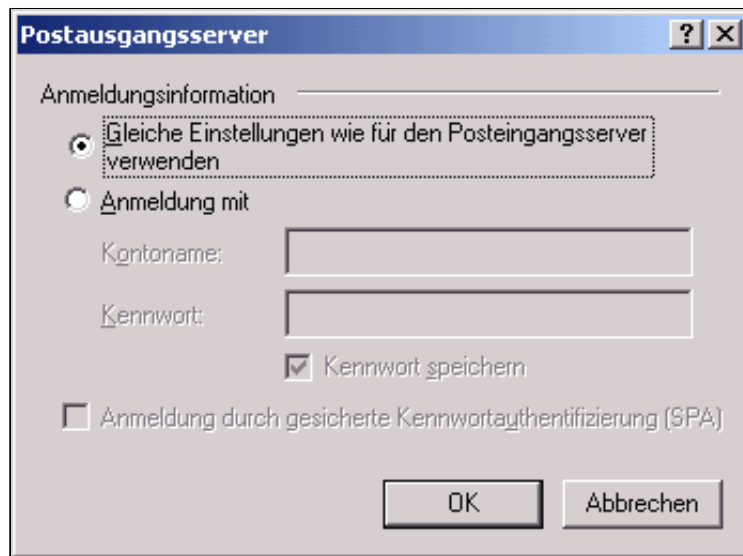 Postausgangsserver
Anmeldungsinformation
Gleiche Einstellungen wie für den Posteingangsserver
verwenden
Anmeldung mit
Kontoname:
Kennwort:
Kennwort speichern
Anmeldung durch gesicherte Kennwortauthentifizierung (SPA)
OK Abbrechen